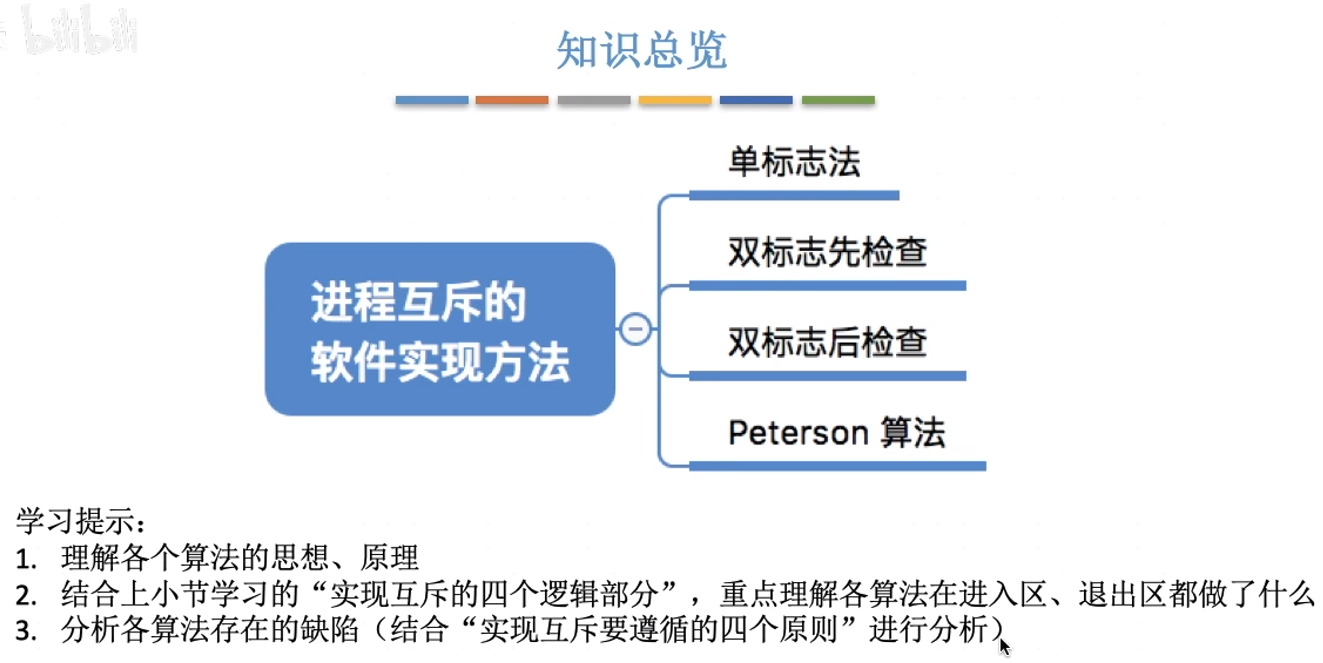 bilibili
知识总览
单标志法
双标志先检查
双标志后检查
Peterson 算法
进程互斥的
软件实现方法
学习提示：
1. 理解各个算法的思想、原理
2. 结合上小节学习的“实现互斥的四个逻辑部分”，重点理解各算法在进入区、退出区都做了什么
3. 分析各算法存在的缺陷（结合“实现互斥要遵循的四个原则”进行分析）